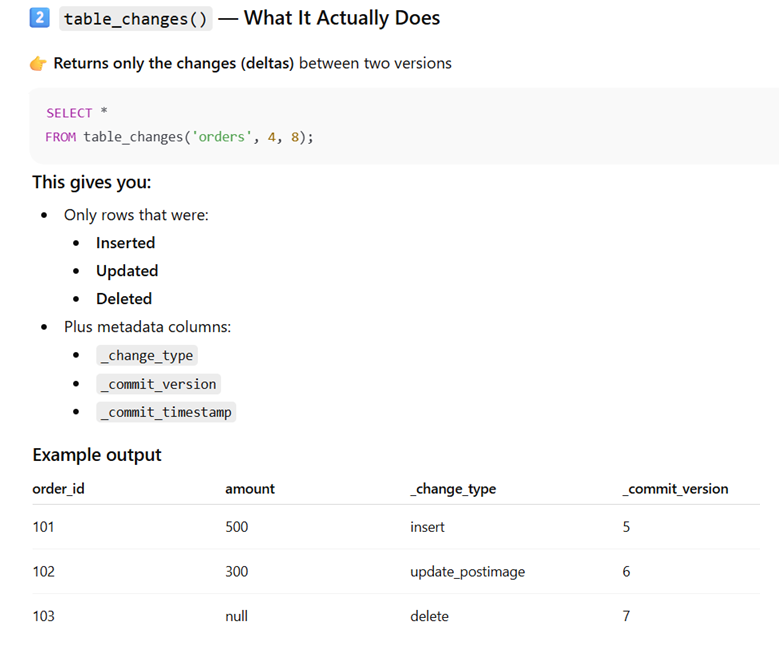 2 table_changes() — What It Actually Does
👉 Returns only the changes (deltas) between two versions
SELECT *
FROM table_changes('orders', 4, 8);
This gives you:
• Only rows that were:
• Inserted
• Updated
• Deleted
• Plus metadata columns:
• _change_type
• _commit_version
• _commit_timestamp
Example output
order_id amount _change_type _commit_version
101 500 insert 5
102 300 update_postimage 6
103 null delete 7